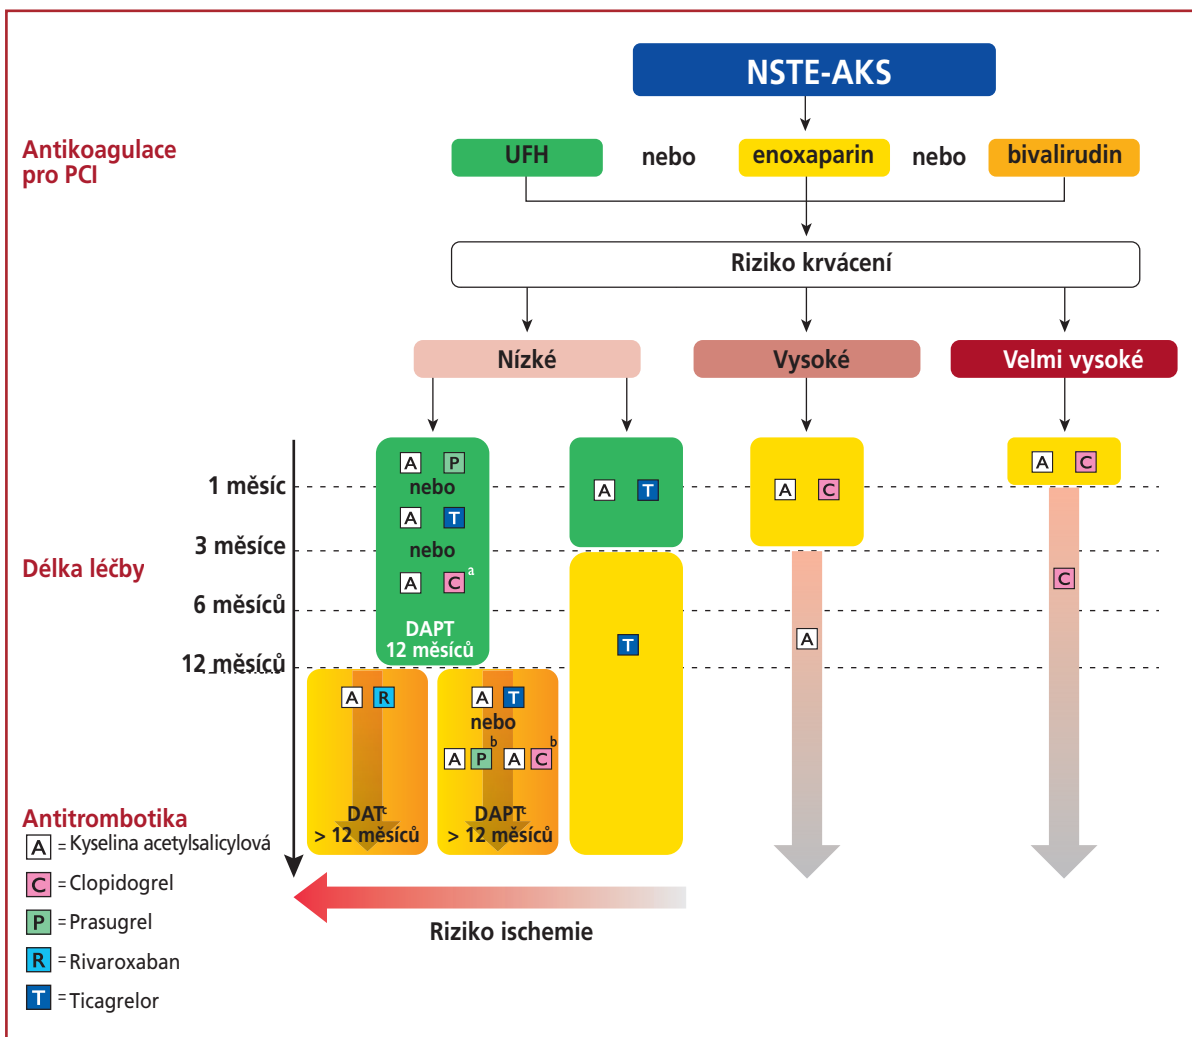 NSTE-AKS
Antikoagulace
pro PCI
UFH nebo enoxaparin nebo bivalirudin
Riziko krvácení
Nízké Vysoké Velmi vysoké
Délka léčby
1 měsíc
3 měsíce
6 měsíců
12 měsíců
A P
nebo
A T
nebo
A C a
DAPT
12 měsíců
A T
T
A C
A
A C
C
A R
DATc
> 12 měsíců
A T
nebo
A P b A C b
DAPTc
> 12 měsíců
Riziko ischemie
Antitrombotika
A = Kyselina acetylsalicylová
C = Clopidogrel
P = Prasugrel
R = Rivaroxaban
T = Ticagrelor